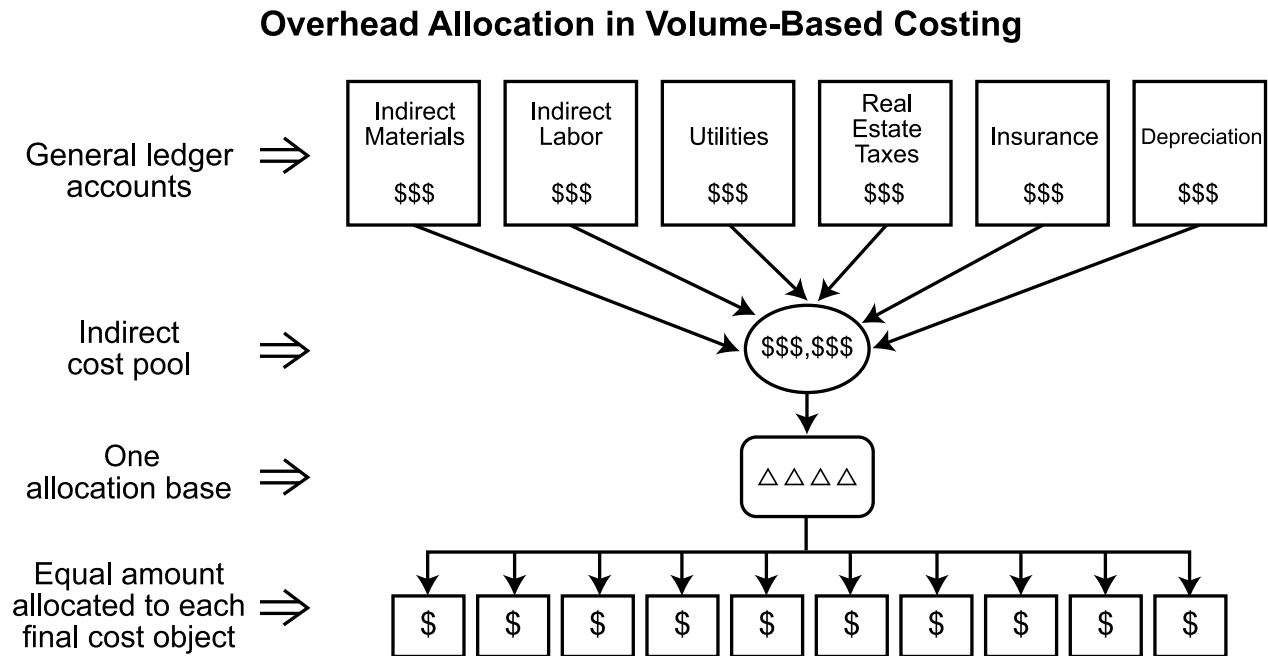 Overhead Allocation in Volume-Based Costing
General ledger
accounts
Indirect
Materials
$$$
Indirect
Labor
$$$
Utilities
$$$
Real
Estate
Taxes
$$$
Insurance
$$$
Depreciation
$$$
Indirect
cost pool
$$$,$$$
One
allocation base
△ △ △ △
Equal amount
allocated to each
final cost object
$ $ $ $ $ $ $ $ $ $